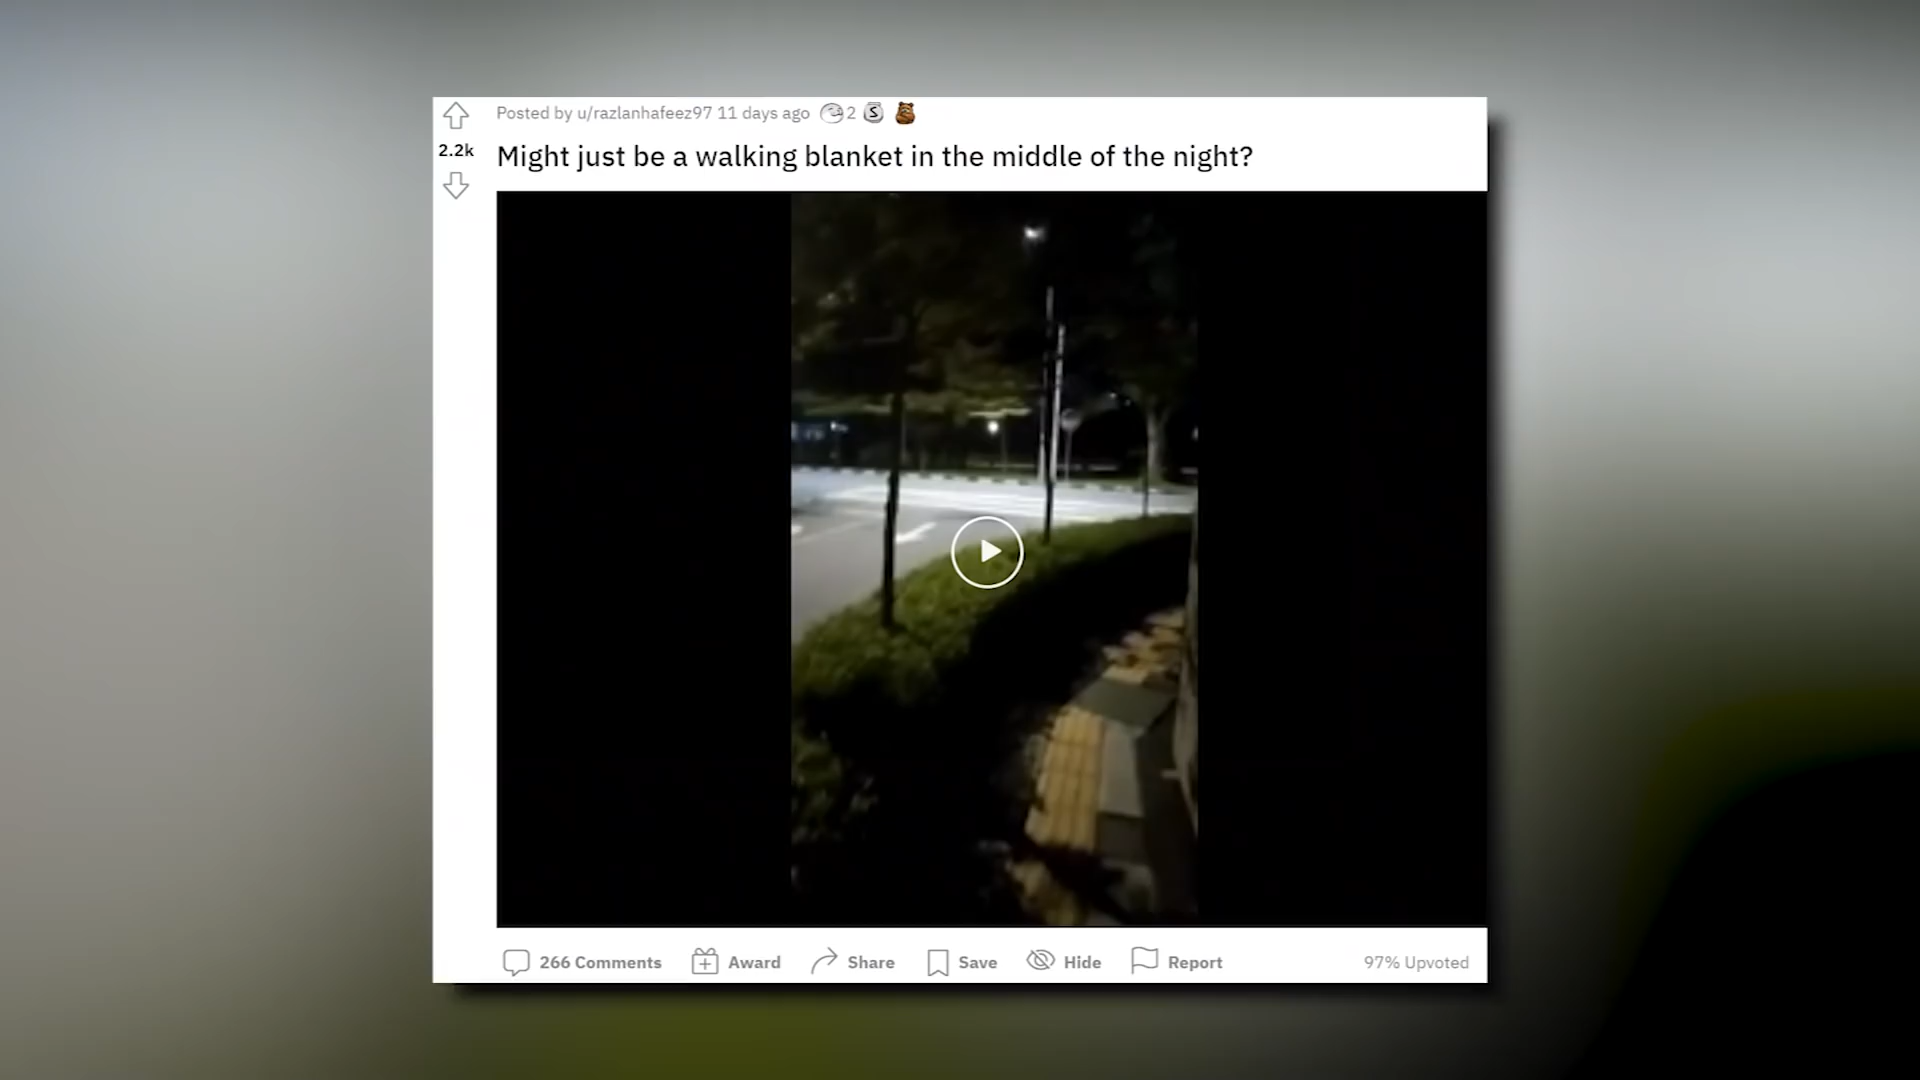 Posted by u/razlanhafeez97 11 days ago 2 S
2.2k
Might just be a walking blanket in the middle of the night?
266 Comments Award Share Save Hide Report 97% Upvoted